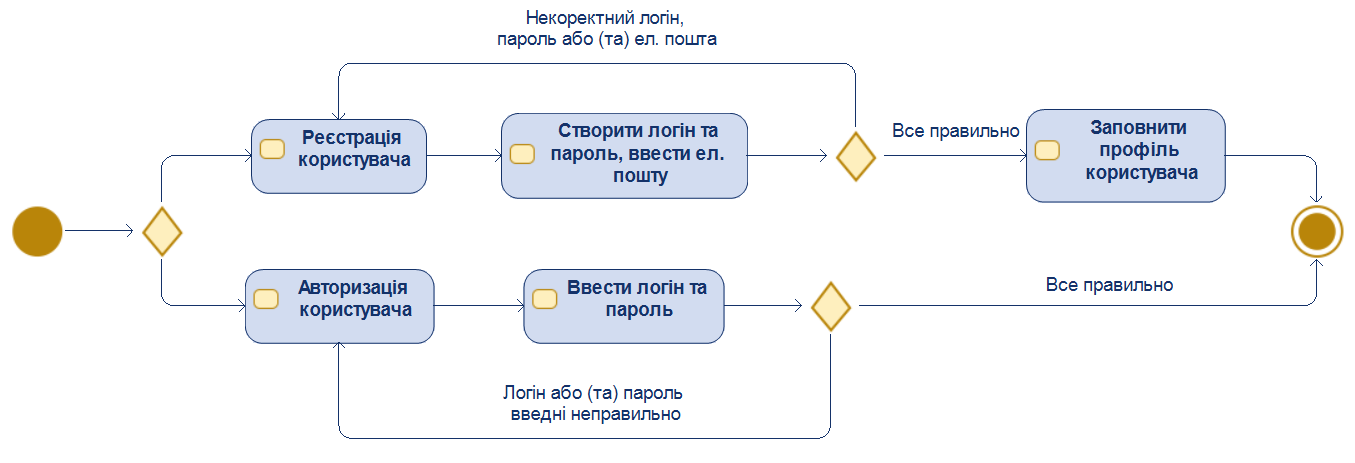 Некоректний логін,
пароль або (та) ел. пошта
Реєстрація
користувача
Створити логін та
пароль, ввести ел.
пошту
Все правильно
Заповнити
профіль
користувача
Авторизація
користувача
Ввести логін та
пароль
Все правильно
Логін або (та) пароль
введні неправильно